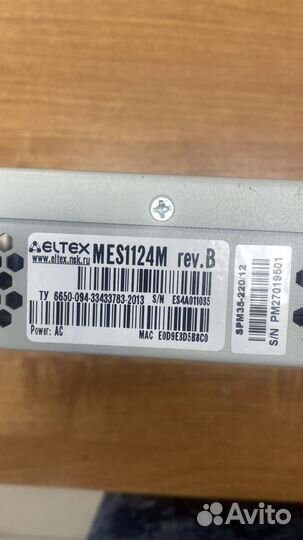 ELTEX MES1124M rev.B
www.eltex.nsk.ru
ТУ 6650-094-33433783-2013 S/N ES4A011035
Power: AC
MAC E0D9E3D5B8C0
SPM35-220/12
S/N PM27019501
Avito